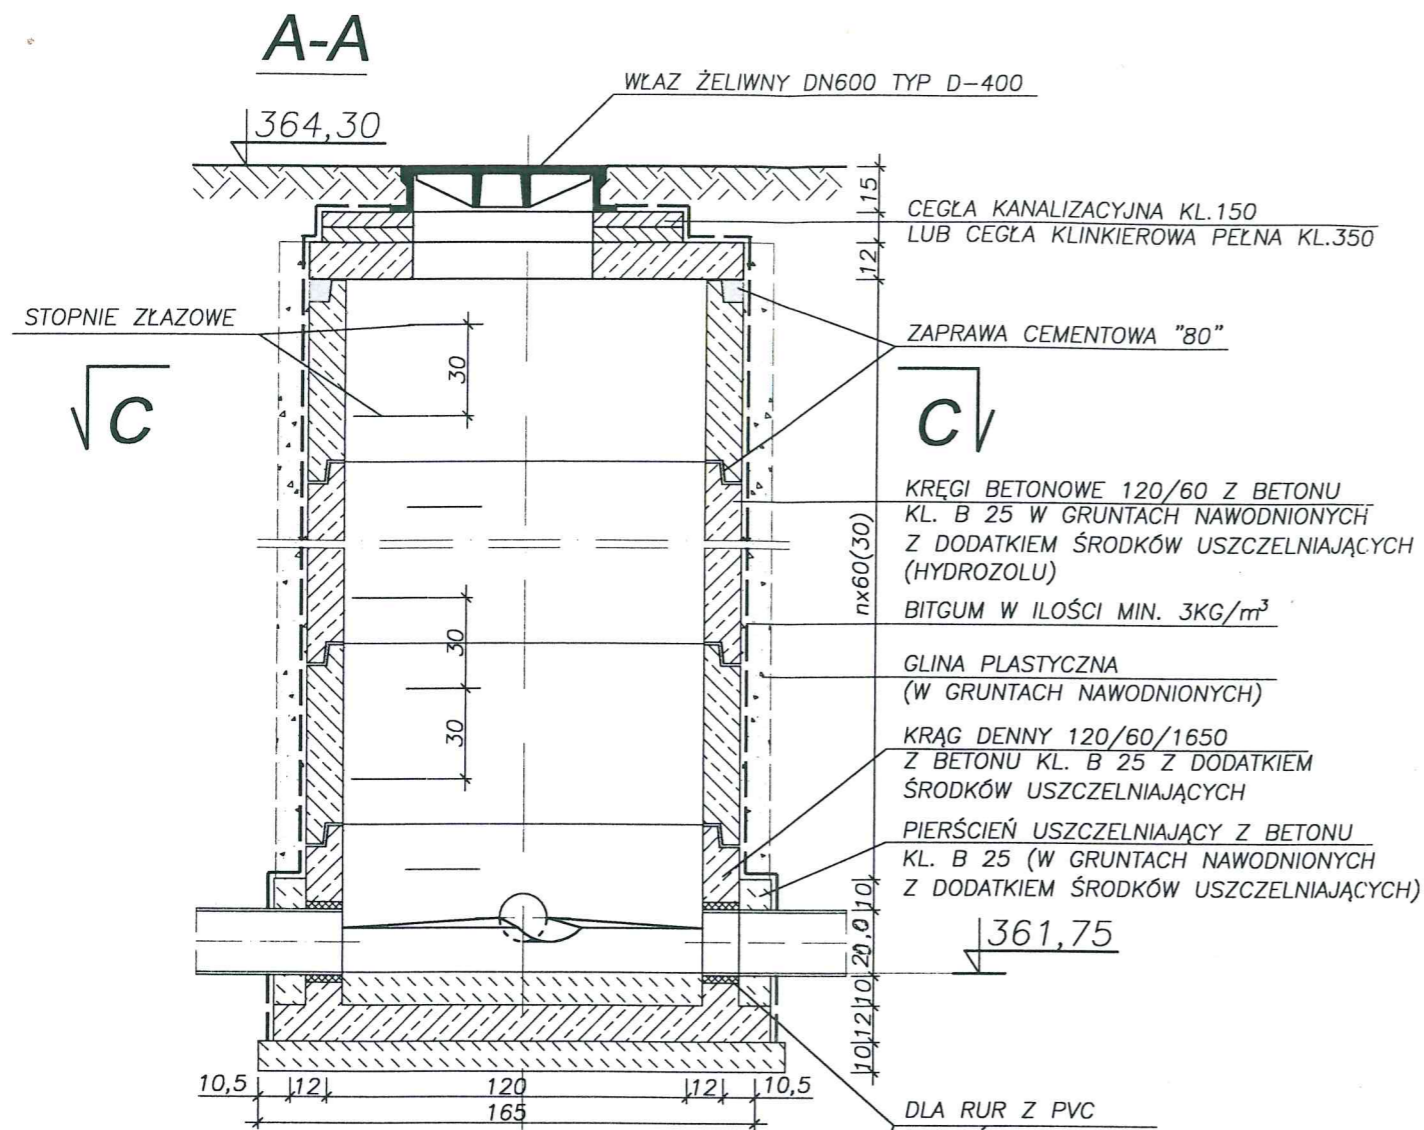 A-A
WŁAZ ŻELIWNY DN600 TYP D-400
364,30
15
CEGŁA KANALIZACYJNA KL.150
LUB CEGŁA KLINKIEROWA PEŁNA KL.350
12
STOPNIE ZŁAZOWE
ZAPRAWA CEMENTOWA "80"
30
C
C
KRĘGI BETONOWE 120/60 Z BETONU
KL. B 25 W GRUNTACH NAWODNIONYCH
Z DODATKIEM ŚRODKÓW USZCZELNIAJĄCYCH
(HYDROZOLU)
nx60(30)
BITGUM W ILOŚCI MIN. 3KG/m³
30
GLINA PLASTYCZNA
(W GRUNTACH NAWODNIONYCH)
30
KRĄG DENNY 120/60/1650
Z BETONU KL. B 25 Z DODATKIEM
ŚRODKÓW USZCZELNIAJĄCYCH
PIERŚCIEŃ USZCZELNIAJĄCY Z BETONU
KL. B 25 (W GRUNTACH NAWODNIONYCH
Z DODATKIEM ŚRODKÓW USZCZELNIAJĄCYCH)
10
20,0
361,75
10
12
10
10,5 12 120 12 10,5
165
DLA RUR Z PVC